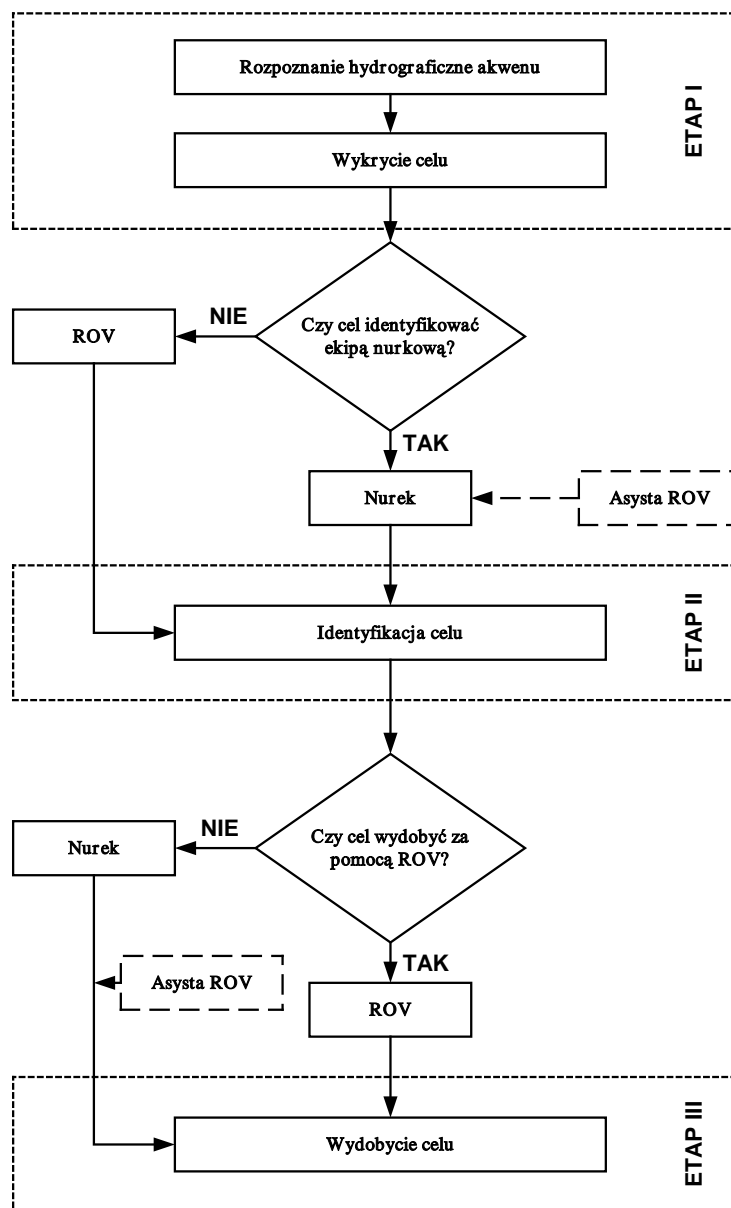 Rozpoznanie hydrograficzne akwenu
ETAP I
Wykrycie celu
Czy cel identyfikować
ekipą nurkową?
NIE
ROV
TAK
Nurek
Asysta ROV
ETAP II
Identyfikacja celu
Czy cel wydobyć za
pomocą ROV?
NIE
Nurek
TAK
Asysta ROV
ROV
ETAP III
Wydobycie celu